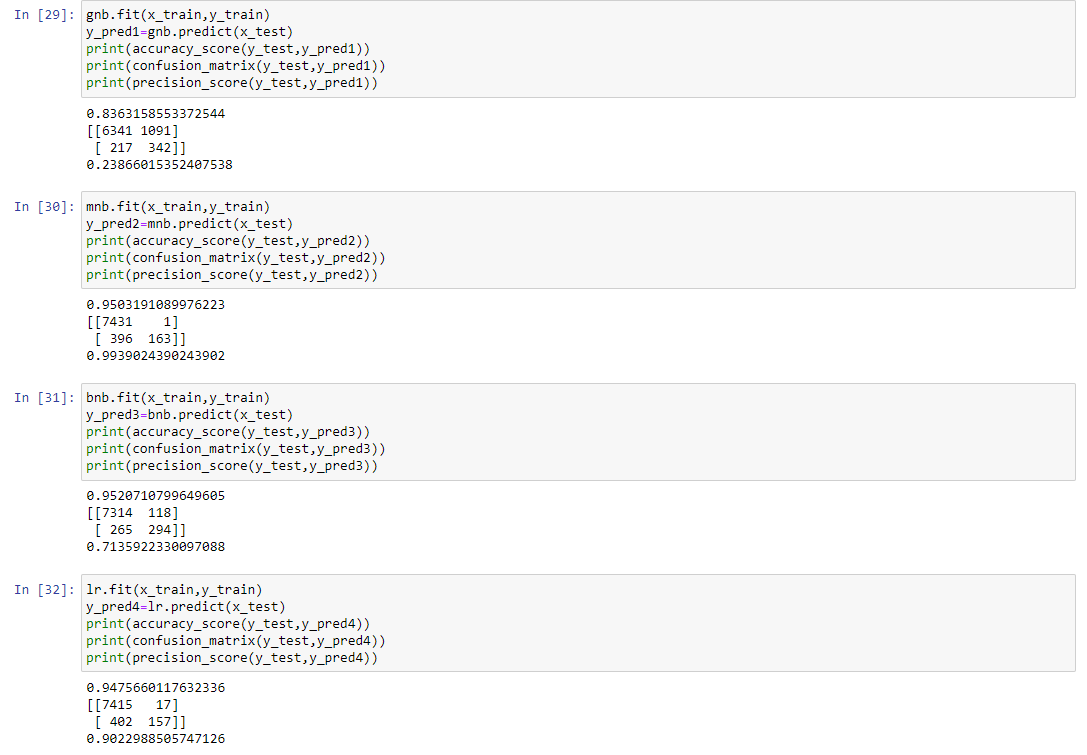 In [29]: gnb.fit(x_train,y_train)
y_pred1=gnb.predict(x_test)
print(accuracy_score(y_test,y_pred1))
print(confusion_matrix(y_test,y_pred1))
print(precision_score(y_test,y_pred1))
0.8363158553372544
[[6341 1091]
 [ 217  342]]
0.23866015352407538
In [30]: mnb.fit(x_train,y_train)
y_pred2=mnb.predict(x_test)
print(accuracy_score(y_test,y_pred2))
print(confusion_matrix(y_test,y_pred2))
print(precision_score(y_test,y_pred2))
0.9503191089976223
[[7431    1]
 [ 396  163]]
0.9939024390243902
In [31]: bnb.fit(x_train,y_train)
y_pred3=bnb.predict(x_test)
print(accuracy_score(y_test,y_pred3))
print(confusion_matrix(y_test,y_pred3))
print(precision_score(y_test,y_pred3))
0.9520710799649605
[[7314  118]
 [ 265  294]]
0.7135922330097088
In [32]: lr.fit(x_train,y_train)
y_pred4=lr.predict(x_test)
print(accuracy_score(y_test,y_pred4))
print(confusion_matrix(y_test,y_pred4))
print(precision_score(y_test,y_pred4))
0.9475660117632336
[[7415   17]
 [ 402  157]]
0.9022988505747126